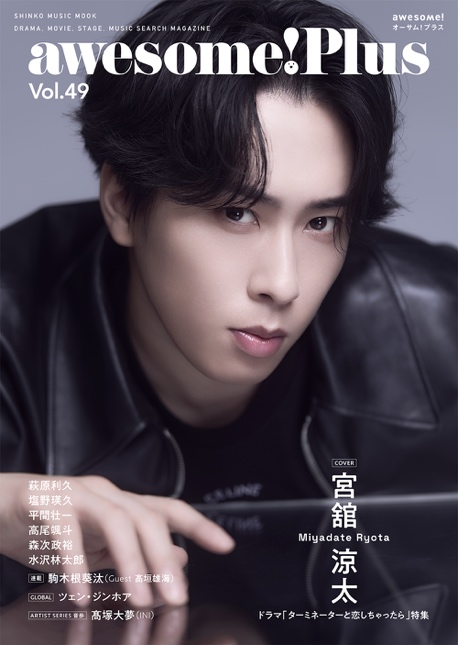 SHINKO MUSIC MOOK
DRAMA. MOVIE. STAGE. MUSIC SEARCH MAGAZINE
awesome!
オーサム!プラス
awesome!Plus
Vol.49
COVER
宮舘涼太
Miyadate Ryota
ドラマ「ターミネーターと恋しちゃったら」特集
萩原利久
塩野瑛久
平間壮一
高尾颯斗
森次政裕
水沢林太郎
連載 駒木根葵汰(Guest 高垣雄海)
GLOBAL ツェン・ジンホア
ARTIST SERIES 音歩 髙塚大夢(INI)